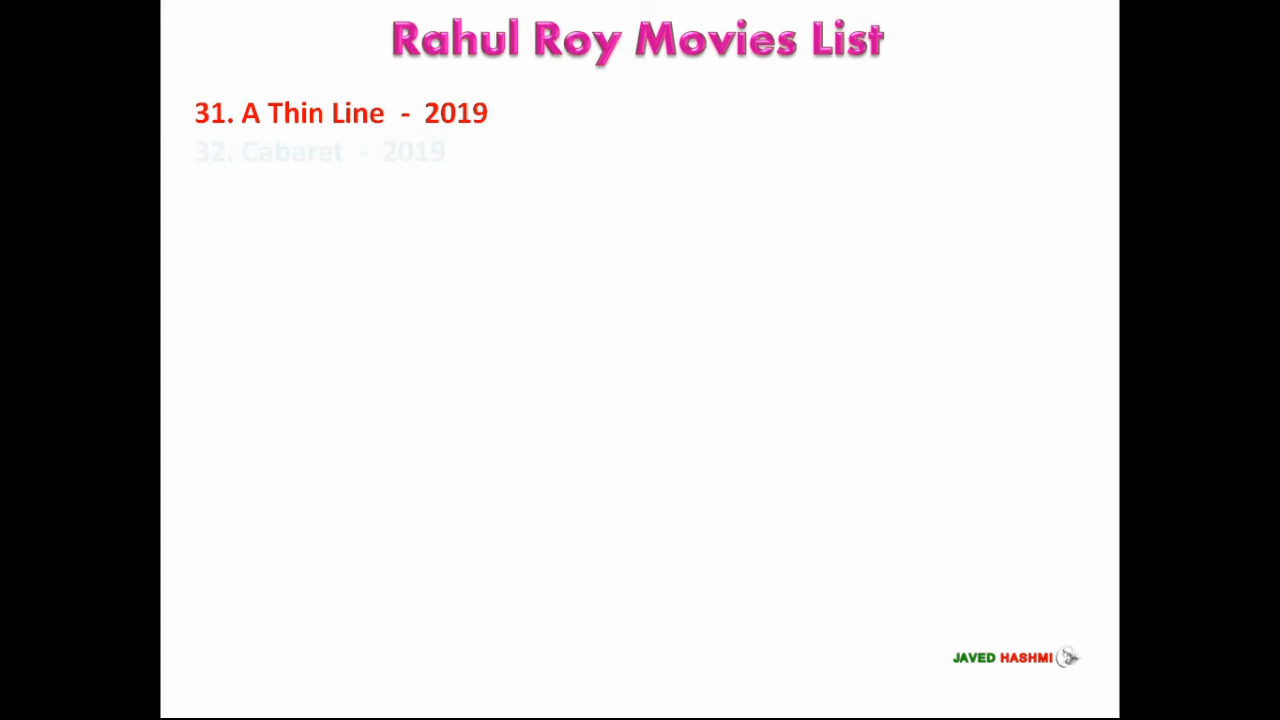 Rahul Roy Movies List
31. A Thin Line - 2019
32. Cabaret - 2019
JAVED HASHMI